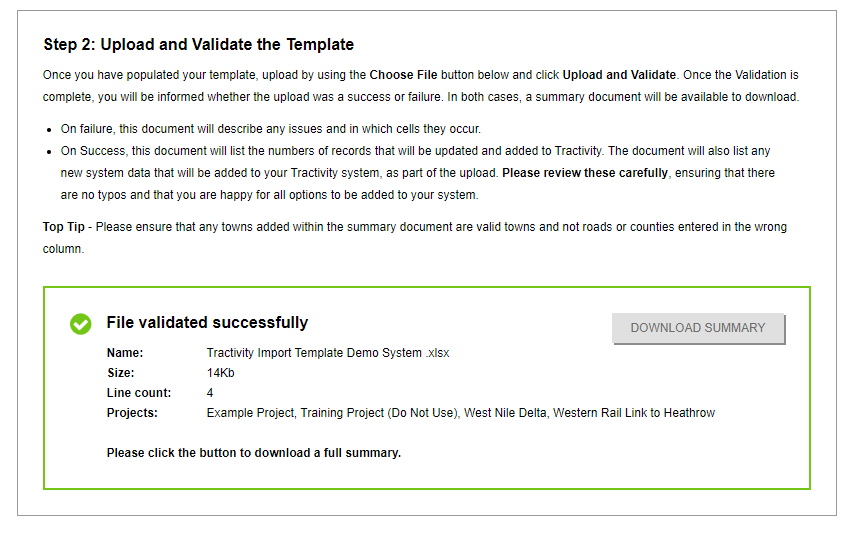 Step 2: Upload and Validate the Template
Once you have populated your template, upload by using the Choose File button below and click Upload and Validate. Once the Validation is
complete, you will be informed whether the upload was a success or failure. In both cases, a summary document will be available to download.
• On failure, this document will describe any issues and in which cells they occur.
• On Success, this document will list the numbers of records that will be updated and added to Tractivity. The document will also list any
new system data that will be added to your Tractivity system, as part of the upload. Please review these carefully, ensuring that there
are no typos and that you are happy for all options to be added to your system.
Top Tip - Please ensure that any towns added within the summary document are valid towns and not roads or counties entered in the wrong
column.
File validated successfully
DOWNLOAD SUMMARY
Name: Tractivity Import Template Demo System .xlsx
Size: 14Kb
Line count: 4
Projects: Example Project, Training Project (Do Not Use), West Nile Delta, Western Rail Link to Heathrow
Please click the button to download a full summary.